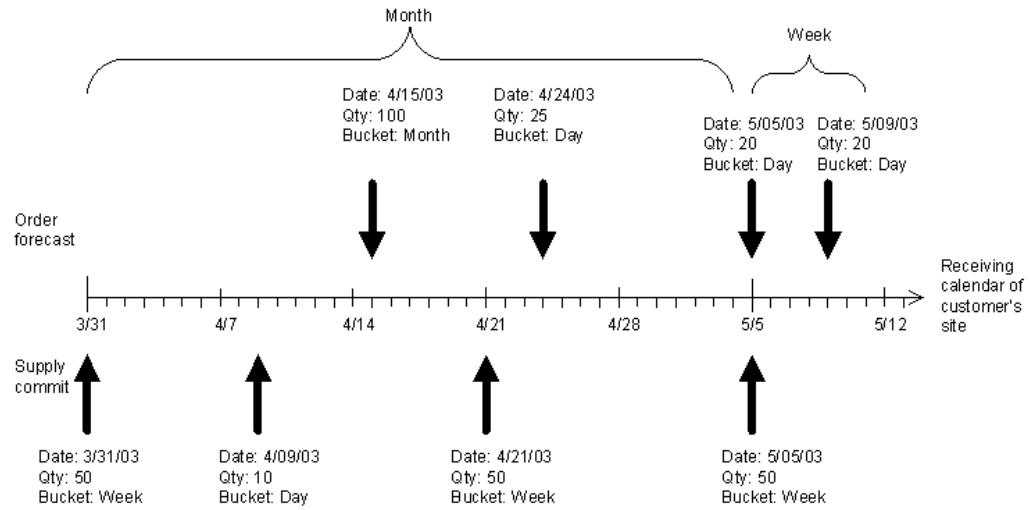 Month
Week
Date: 4/15/03
Qty: 100
Bucket: Month
Date: 4/24/03
Qty: 25
Bucket: Day
Date: 5/05/03
Qty: 20
Bucket: Day
Date: 5/09/03
Qty: 20
Bucket: Day
Order
forecast
Receiving
calendar of
customer's
site
3/31
4/7
4/14
4/21
4/28
5/5
5/12
Supply
commit
Date: 3/31/03
Qty: 50
Bucket: Week
Date: 4/09/03
Qty: 10
Bucket: Day
Date: 4/21/03
Qty: 50
Bucket: Week
Date: 5/05/03
Qty: 50
Bucket: Week